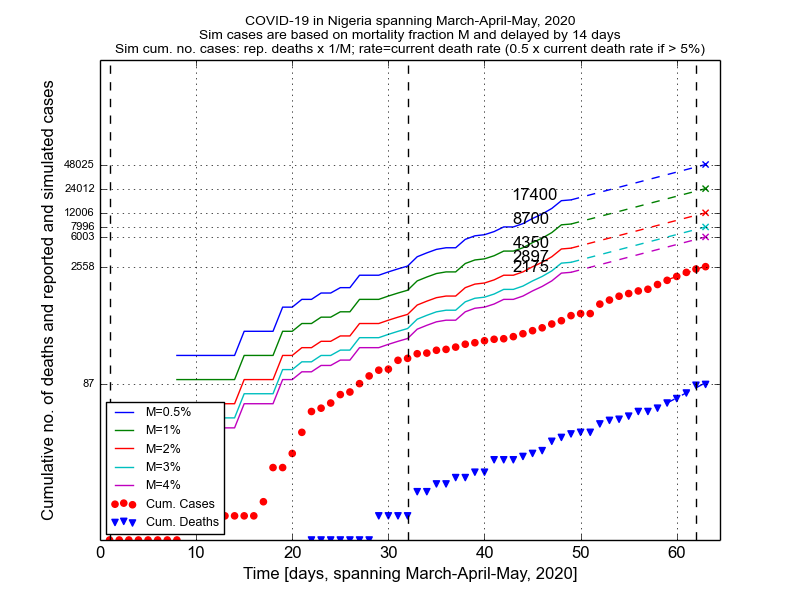 COVID-19 in Nigeria spanning March-April-May, 2020
Sim cases are based on mortality fraction M and delayed by 14 days
Sim cum. no. cases: rep. deaths x 1/M; rate=current death rate (0.5 x current death rate if > 5%)
Cumulative no. of deaths and reported and simulated cases
48025
24012
12006
7996
6003
2558
87
17400
8700
4350
2897
2175
M=0.5%
M=1%
M=2%
M=3%
M=4%
Cum. Cases
Cum. Deaths
0 10 20 30 40 50 60
Time [days, spanning March-April-May, 2020]